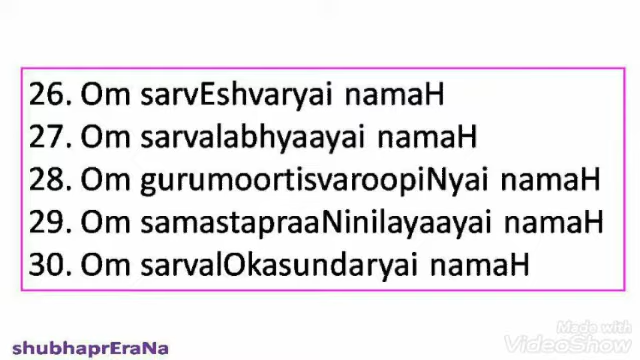 26. Om sarvEshvaryai namaH
27. Om sarvalabhyaayai namaH
28. Om gurumoortisvaroopiNyai namaH
29. Om samastapraaNinilayaayai namaH
30. Om sarvalOkasundaryai namaH
shubhaprEraNa
Made with
VideoShow